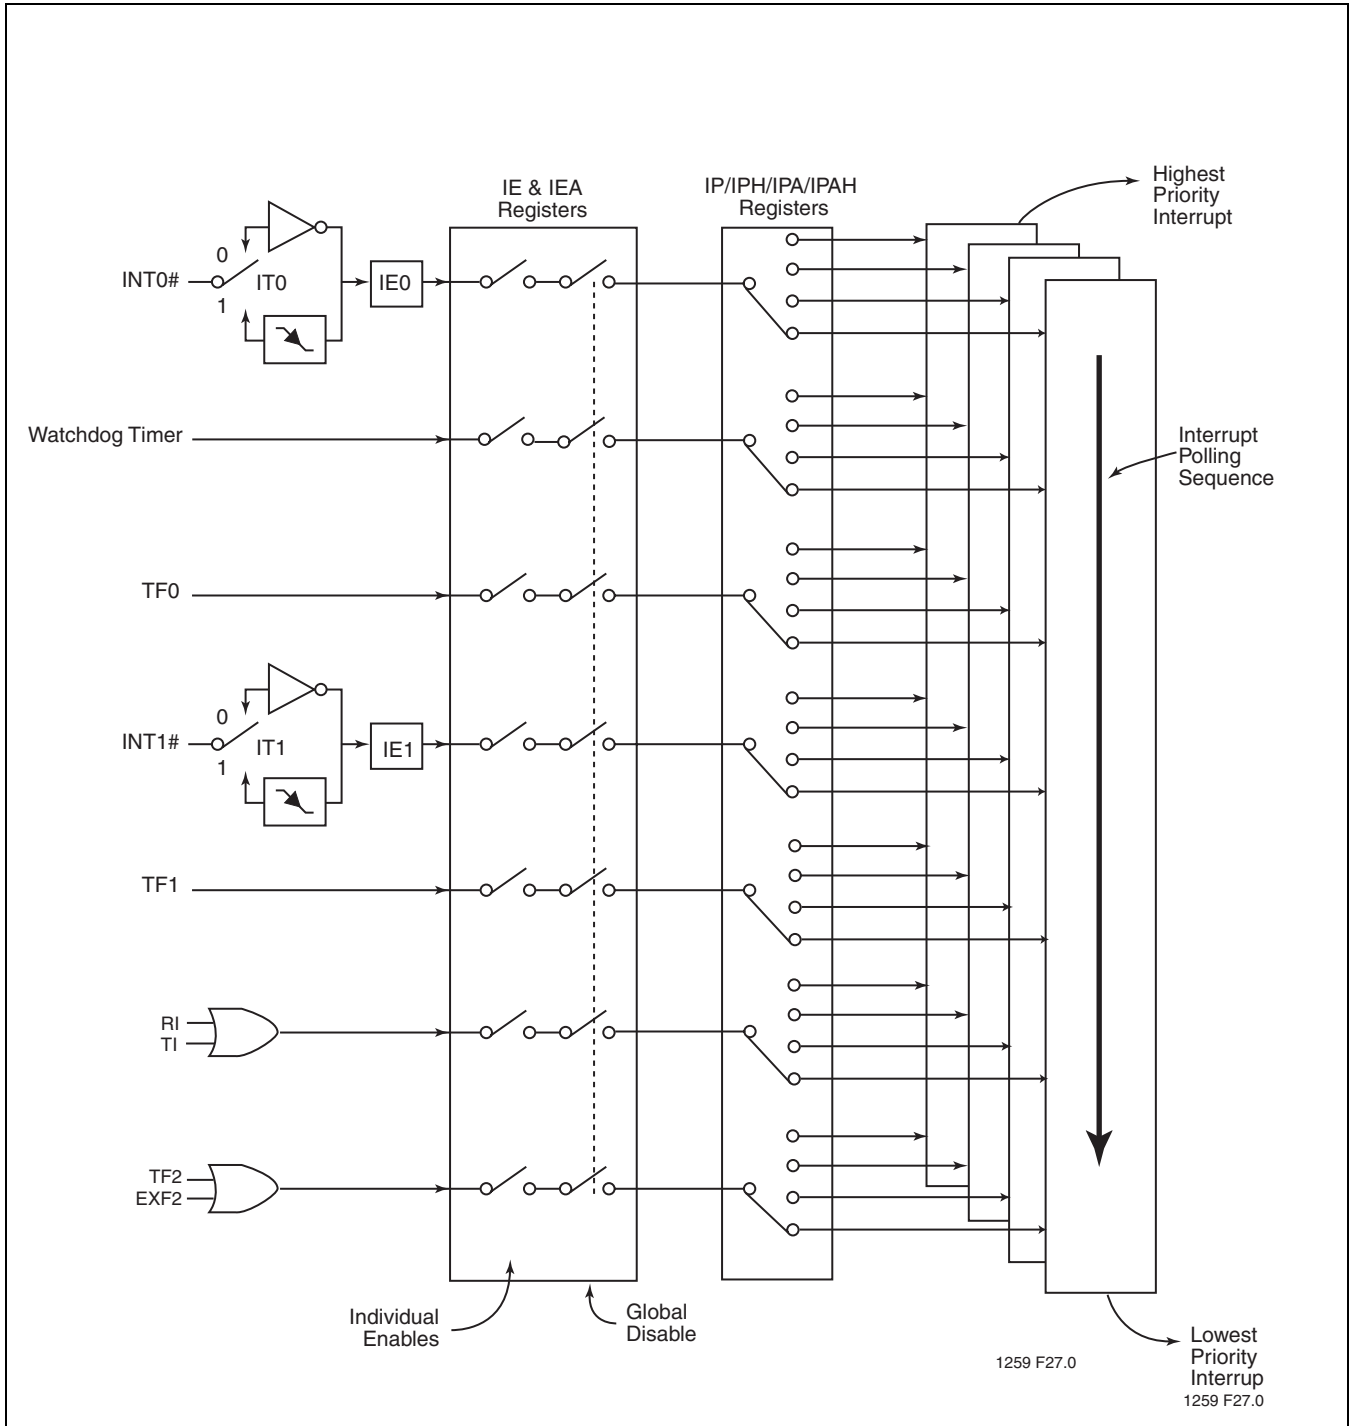 IE & IEA
Registers
IP/IPH/IPA/IPAH
Registers
Highest
Priority
Interrupt
0
INT0#
IT0
IE0
1
Watchdog Timer
Interrupt
Polling
Sequence
TF0
0
INT1#
IT1
IE1
1
TF1
RI
TI
TF2
EXF2
Individual
Enables
Global
Disable
Lowest
Priority
Interrup
1259 F27.0
1259 F27.0